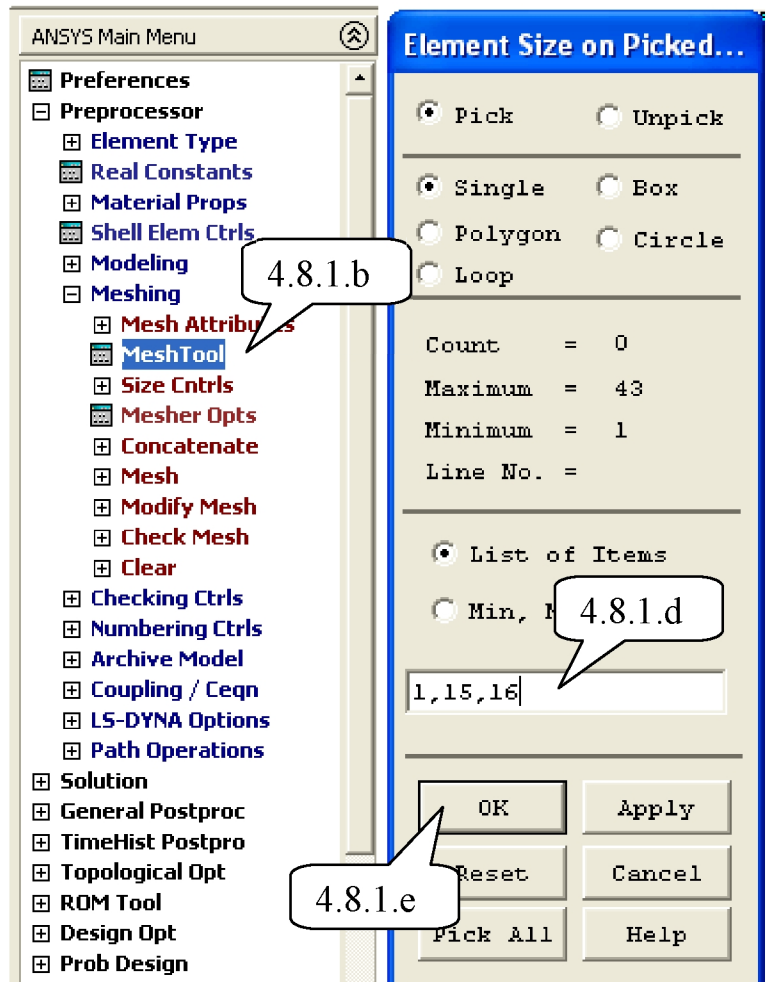 ANSYS Main Menu
Preferences
Preprocessor
Element Type
Real Constants
Material Props
Shell Elem Ctrls
Modeling
Meshing
Mesh Attributes
MeshTool
Size Cntrls
Mesher Opts
Concatenate
Mesh
Modify Mesh
Check Mesh
Clear
Checking Ctrls
Numbering Ctrls
Archive Model
Coupling / Ceqn
LS-DYNA Options
Path Operations
Solution
General Postproc
TimeHist Postpro
Topological Opt
ROM Tool
Design Opt
Prob Design
4.8.1.b
Element Size on Picked...
Pick Unpick
Single Box
Polygon Circle
Loop
Count = 0
Maximum = 43
Minimum = 1
Line No. =
List of Items
Min,
4.8.1.d
1,15,16
OK Apply
Reset Cancel
4.8.1.e
Pick All Help